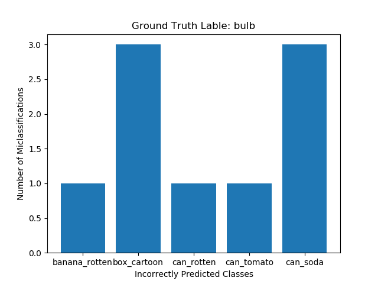 Ground Truth Lable: bulb
Number of Miclassifications
3.0
2.5
2.0
1.5
1.0
0.5
0.0
banana_rotten box_cartoon can_rotten can_tomato can_soda
Incorrectly Predicted Classes